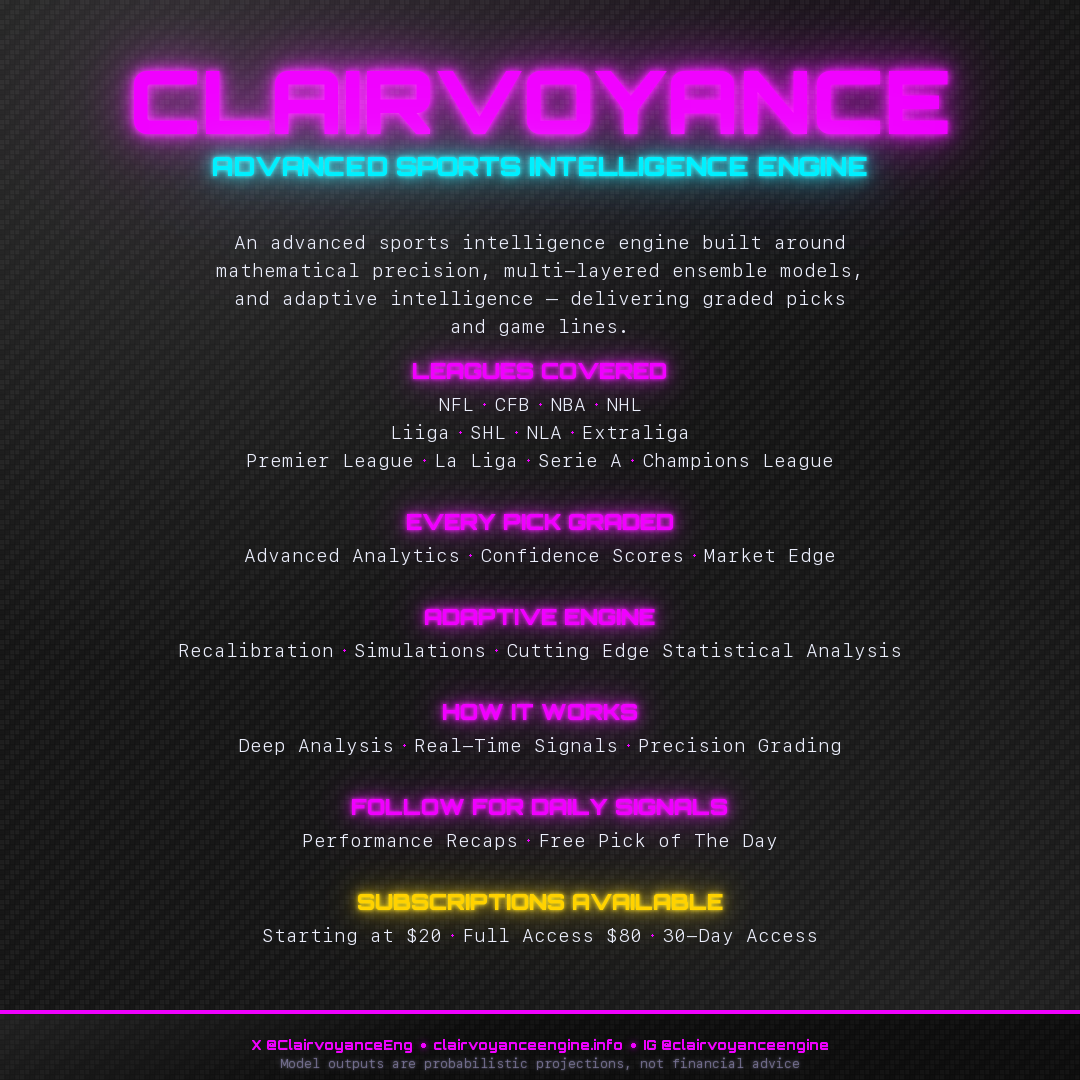 CLAIRVOYANCE
ADVANCED SPORTS INTELLIGENCE ENGINE
An advanced sports intelligence engine built around
mathematical precision, multi–layered ensemble models,
and adaptive intelligence — delivering graded picks
and game lines.
LEAGUES COVERED
NFL · CFB · NBA · NHL
Liiga · SHL · NLA · Extraliga
Premier League · La Liga · Serie A · Champions League
EVERY PICK GRADED
Advanced Analytics · Confidence Scores · Market Edge
ADAPTIVE ENGINE
Recalibration · Simulations · Cutting Edge Statistical Analysis
HOW IT WORKS
Deep Analysis · Real–Time Signals · Precision Grading
FOLLOW FOR DAILY SIGNALS
Performance Recaps · Free Pick of The Day
SUBSCRIPTIONS AVAILABLE
Starting at $20 · Full Access $80 · 30–Day Access
X @ClairvoyanceEng • clairvoyanceengine.info • IG @clairvoyanceengine
Model outputs are probabilistic projections, not financial advice